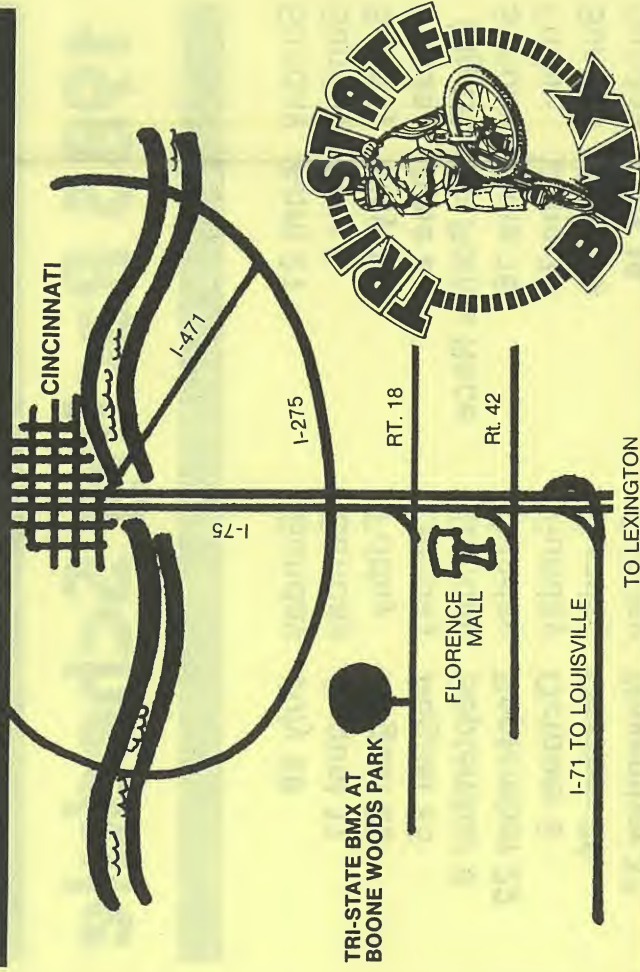 CINCINNATI
I-471
I-275
I-75
RT. 18
Rt. 42
FLORENCE
MALL
TRI-STATE BMX AT
BOONE WOODS PARK
I-71 TO LOUISVILLE
TO LEXINGTON
TRI STATE
BMX